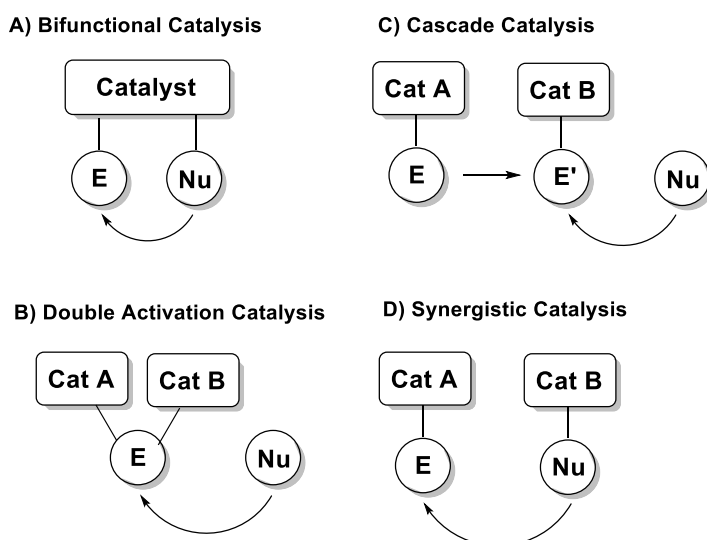 A) Bifunctional Catalysis
Catalyst
E
Nu
B) Double Activation Catalysis
Cat A
Cat B
E
Nu
C) Cascade Catalysis
Cat A
Cat B
E
E'
Nu
D) Synergistic Catalysis
Cat A
Cat B
E
Nu